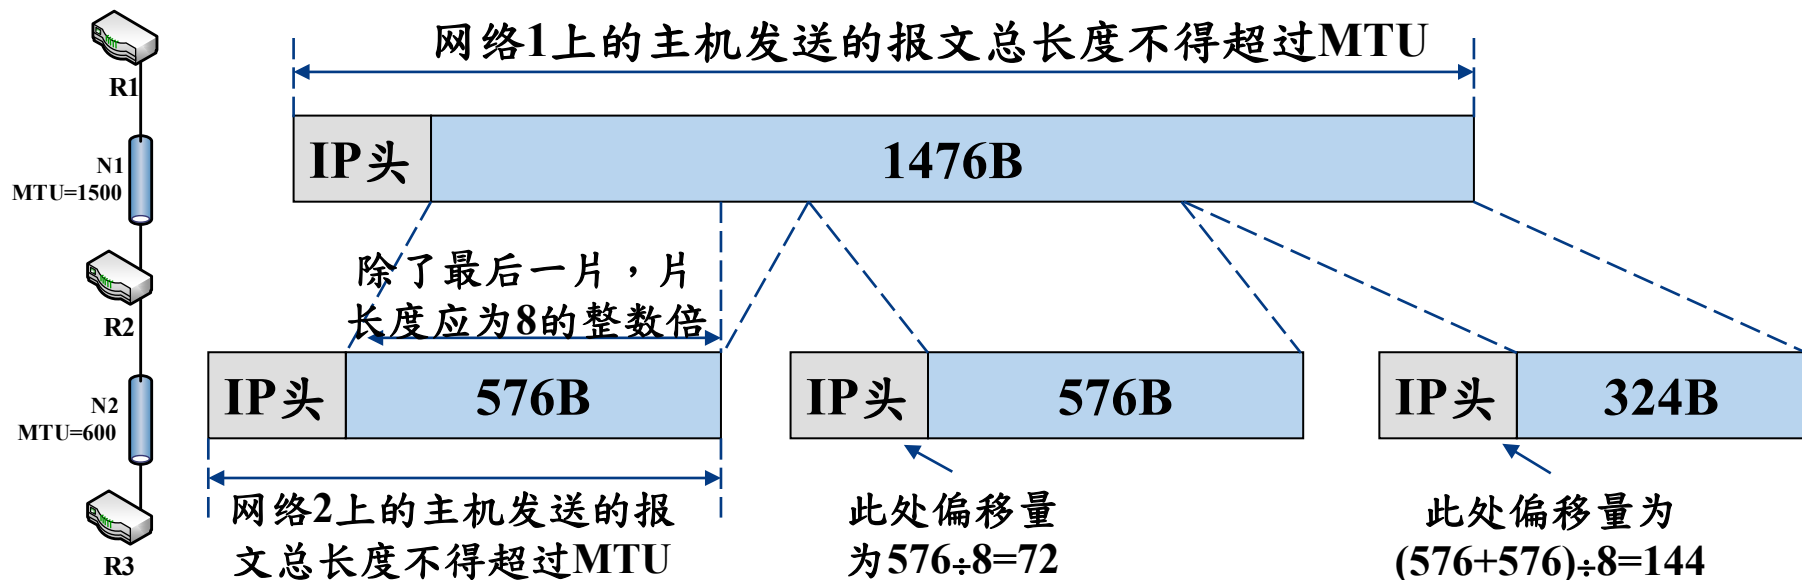 网络1上的主机发送的报文总长度不得超过MTU
R1
IP头
1476B
N1
MTU=1500
除了最后一片，片
长度应为8的整数倍
R2
IP头
576B
IP头
576B
IP头
324B
N2
MTU=600
网络2上的主机发送的报
文总长度不得超过MTU
此处偏移量
为576÷8=72
此处偏移量为
(576+576)÷8=144
R3